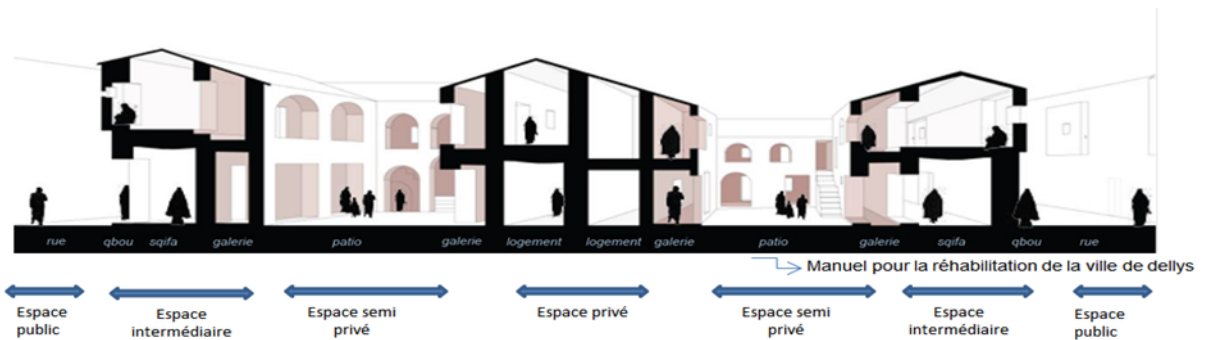 rue qbou sqifa galerie patio galerie logement logement galerie patio galerie sqifa qbou rue
Manuel pour la réhabilitation de la ville de dellys
Espace public
Espace intermédiaire
Espace semi privé
Espace privé
Espace semi privé
Espace intermédiaire
Espace public